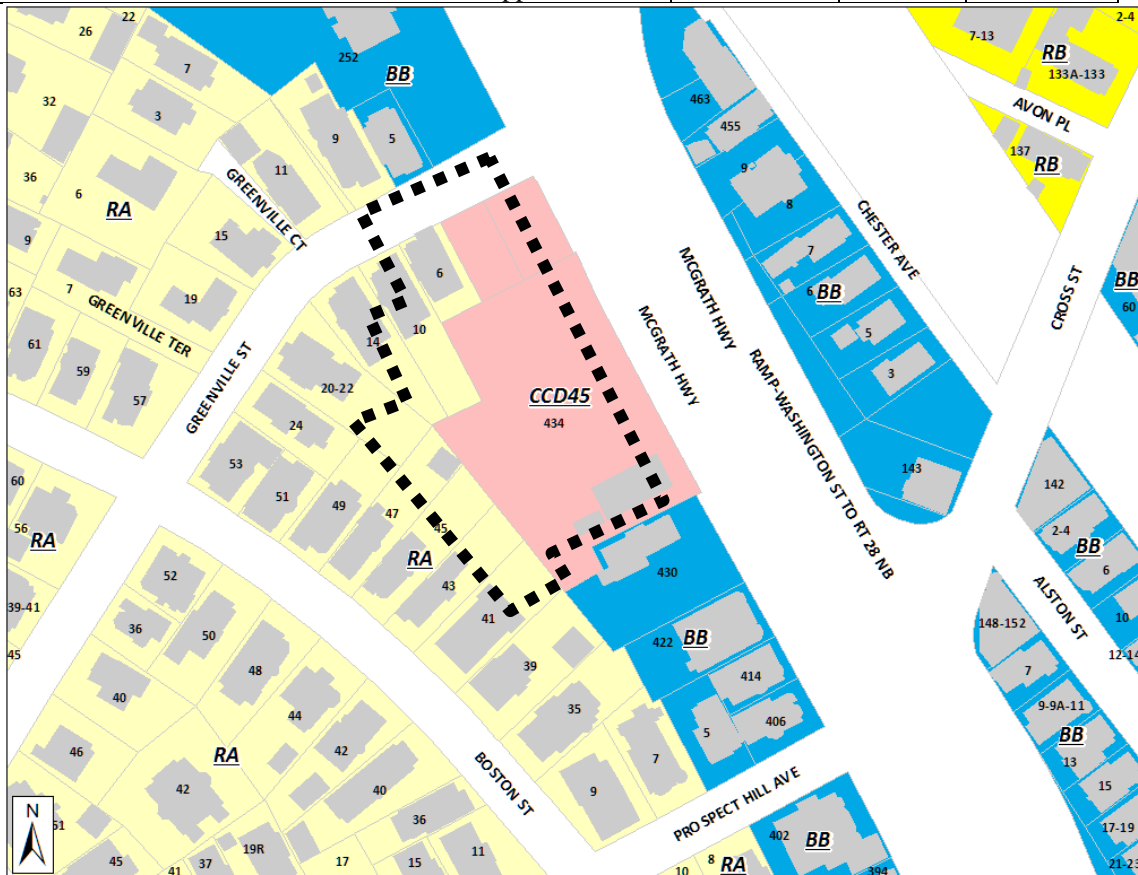 22
26
252
BB
7-13
2-4
RB
133A-133
7
32
463
AVON PL
3
455
9
5
137
RB
36
6
11
9
GREENVILLE CT
8
RA
CHESTER AVE
9
15
7
6
MCGRATH HWY
BB
CROSS ST
BB
60
63
7
GREENVILLE TER
19
10
6
MCGRATH HWY
5
61
14
59
20-22
3
57
GREENVILLE ST
CCD45
434
RAMP-WASHINGTON ST TO RT 28 NB
24
53
143
60
51
49
142
47
56
RA
45
2-4
BB
RA
430
52
43
6
39-41
36
50
41
ALSTON ST
10
148-152
45
422
BB
12-14
48
39
7
40
414
44
35
9-9A-11
406
46
RA
42
7
5
BB
13
42
40
BOSTON ST
9
15
PROSPECT HILL AVE
N
36
402
BB
17-19
51
19R
45
37
17
15
11
8
RA
21-23
41
10
394